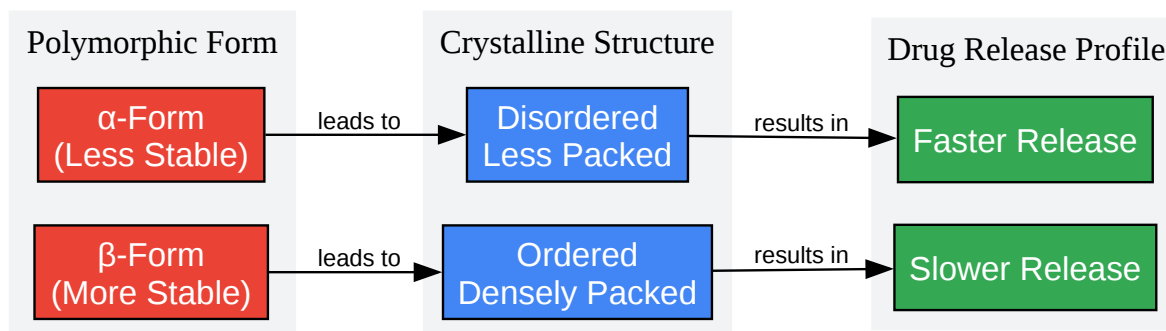 Polymorphic Form
α-Form
(Less Stable)
β-Form
(More Stable)
leads to
leads to
Crystalline Structure
Disordered
Less Packed
Ordered
Densely Packed
results in
results in
Drug Release Profile
Faster Release
Slower Release